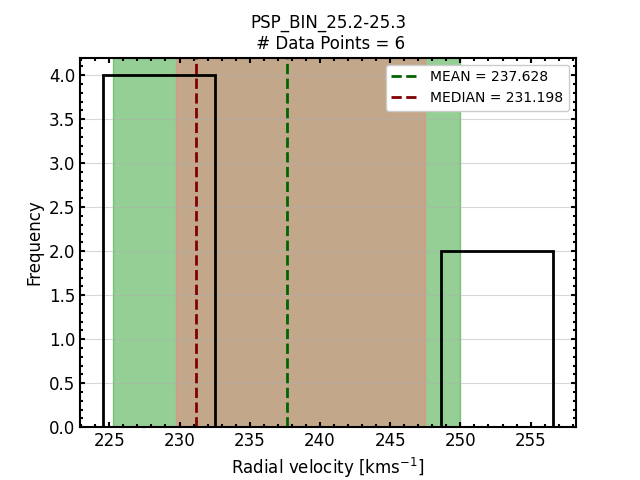 PSP_BIN_25.2-25.3
# Data Points = 6
MEAN = 237.628
MEDIAN = 231.198
Frequency
4.0
3.5
3.0
2.5
2.0
1.5
1.0
0.5
0.0
225 230 235 240 245 250 255
Radial velocity [kms⁻¹]